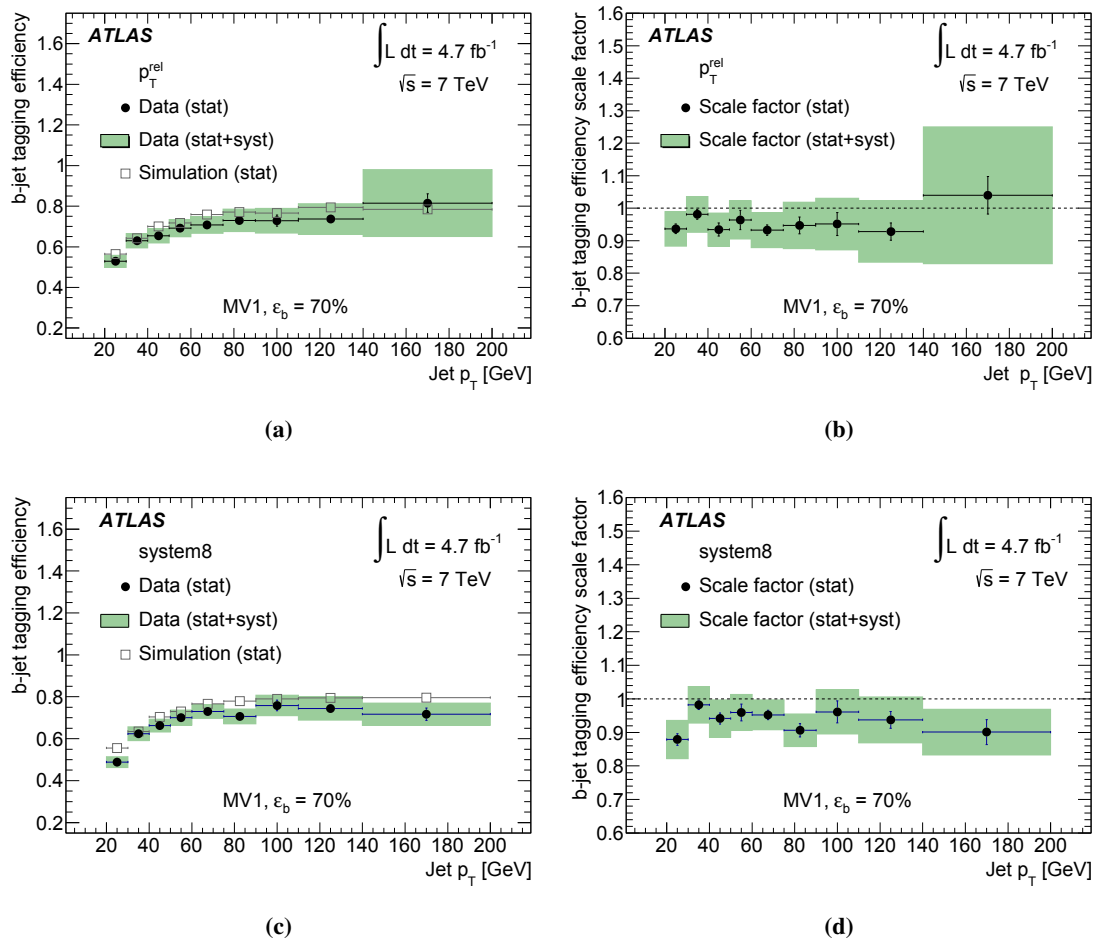 ATLAS
∫L dt = 4.7 fb⁻¹
√s = 7 TeV
p_T^rel
Data (stat)
Data (stat+syst)
Simulation (stat)
MV1, ε_b = 70%
b-jet tagging efficiency
1.6
1.4
1.2
1
0.8
0.6
0.4
0.2
20 40 60 80 100 120 140 160 180 200
Jet p_T [GeV]
(a)
ATLAS
∫L dt = 4.7 fb⁻¹
√s = 7 TeV
p_T^rel
Scale factor (stat)
Scale factor (stat+syst)
MV1, ε_b = 70%
b-jet tagging efficiency scale factor
1.6
1.5
1.4
1.3
1.2
1.1
1
0.9
0.8
0.7
0.6
20 40 60 80 100 120 140 160 180 200
Jet p_T [GeV]
(b)
ATLAS
∫L dt = 4.7 fb⁻¹
√s = 7 TeV
system8
Data (stat)
Data (stat+syst)
Simulation (stat)
MV1, ε_b = 70%
b-jet tagging efficiency
1.6
1.4
1.2
1
0.8
0.6
0.4
0.2
20 40 60 80 100 120 140 160 180 200
Jet p_T [GeV]
(c)
ATLAS
∫L dt = 4.7 fb⁻¹
√s = 7 TeV
system8
Scale factor (stat)
Scale factor (stat+syst)
MV1, ε_b = 70%
b-jet tagging efficiency scale factor
1.6
1.5
1.4
1.3
1.2
1.1
1
0.9
0.8
0.7
0.6
20 40 60 80 100 120 140 160 180 200
Jet p_T [GeV]
(d)